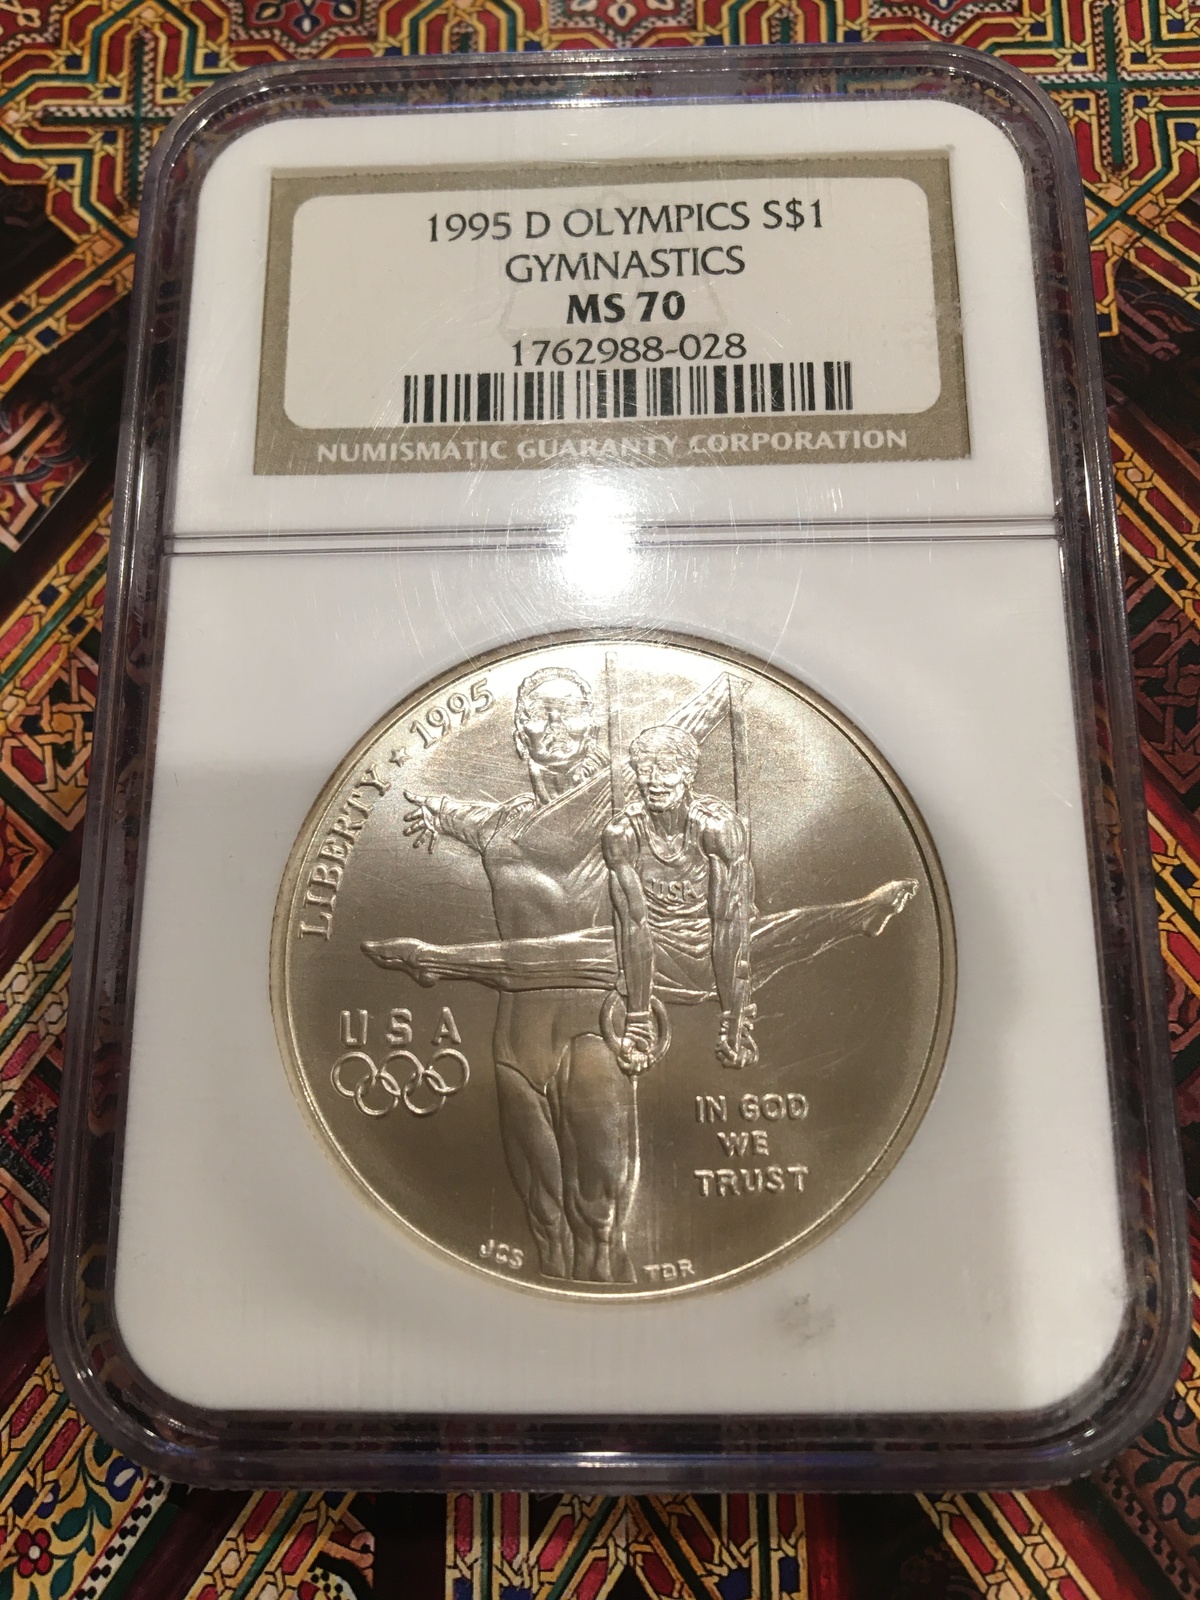 1995 D OLYMPICS S$1
GYMNASTICS
MS 70
1762988-028
NUMISMATIC GUARANTY CORPORATION
LIBERTY ★ 1995
USA
USA
IN GOD
WE
TRUST
JCS
TDR